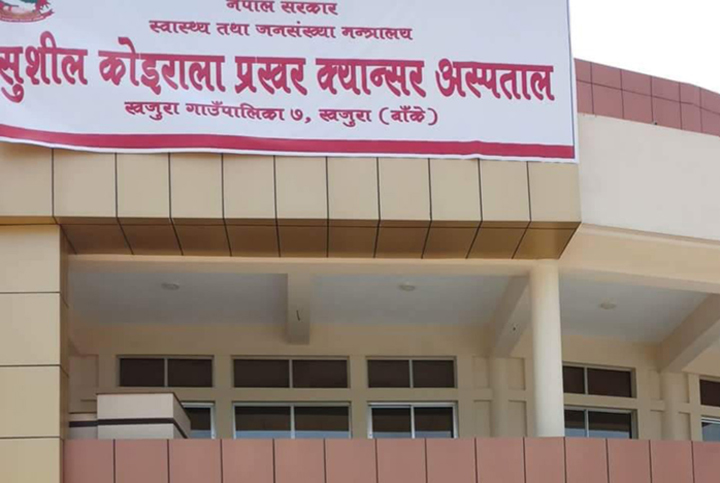 नेपाल सरकार
स्वास्थ्य तथा जनसंख्या मन्त्रालय
सुशील कोइराला प्रखर क्यान्सर अस्पताल
खजुरा गाउँपालिका ७, खजुरा (बाँके)